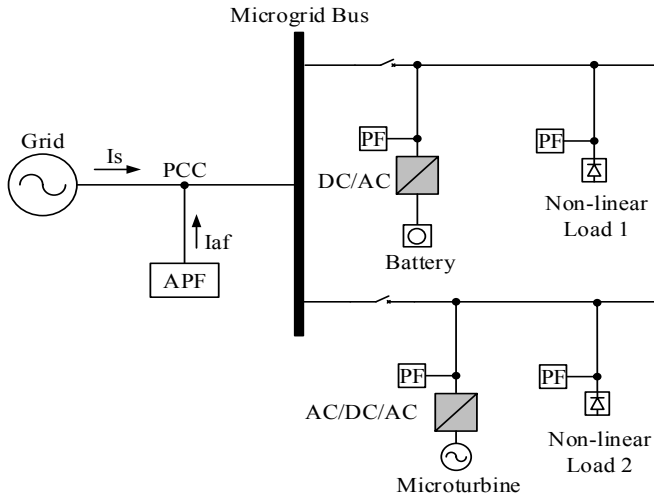 Microgrid Bus
Grid
Is
PCC
Iaf
APF
PF
DC/AC
Battery
PF
Non-linear
Load 1
PF
AC/DC/AC
Microturbine
PF
Non-linear
Load 2